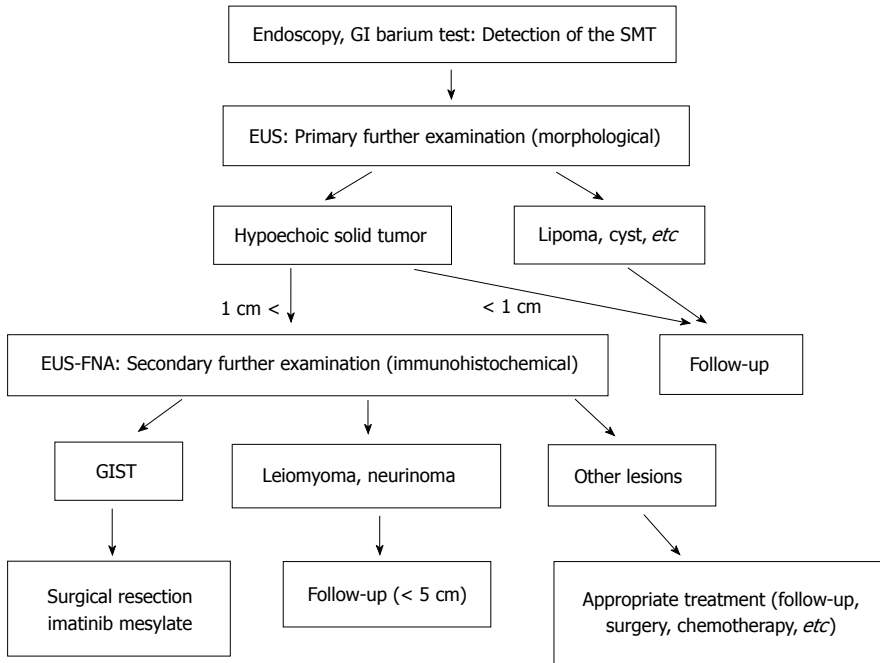 Endoscopy, GI barium test: Detection of the SMT
EUS: Primary further examination (morphological)
Hypoechoic solid tumor
Lipoma, cyst, etc
1 cm <
< 1 cm
EUS-FNA: Secondary further examination (immunohistochemical)
Follow-up
GIST
Leiomyoma, neurinoma
Other lesions
Surgical resection
imatinib mesylate
Follow-up (< 5 cm)
Appropriate treatment (follow-up,
surgery, chemotherapy, etc)